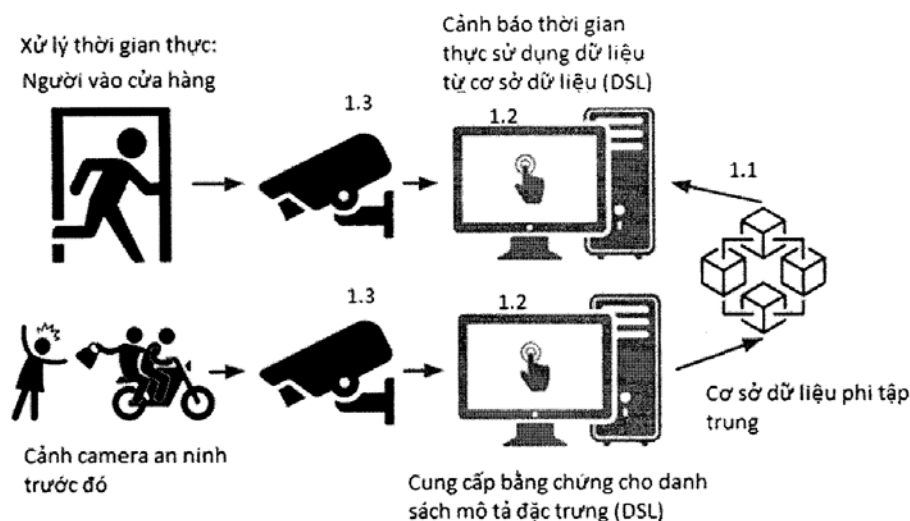 Xử lý thời gian thực:
Người vào cửa hàng
Cảnh báo thời gian
thực sử dụng dữ liệu
từ cơ sở dữ liệu (DSL)
1.3
1.2
1.1
1.3
1.2
Cơ sở dữ liệu phi tập
trung
Cảnh camera an ninh
trước đó
Cung cấp bằng chứng cho danh
sách mô tả đặc trưng (DSL)